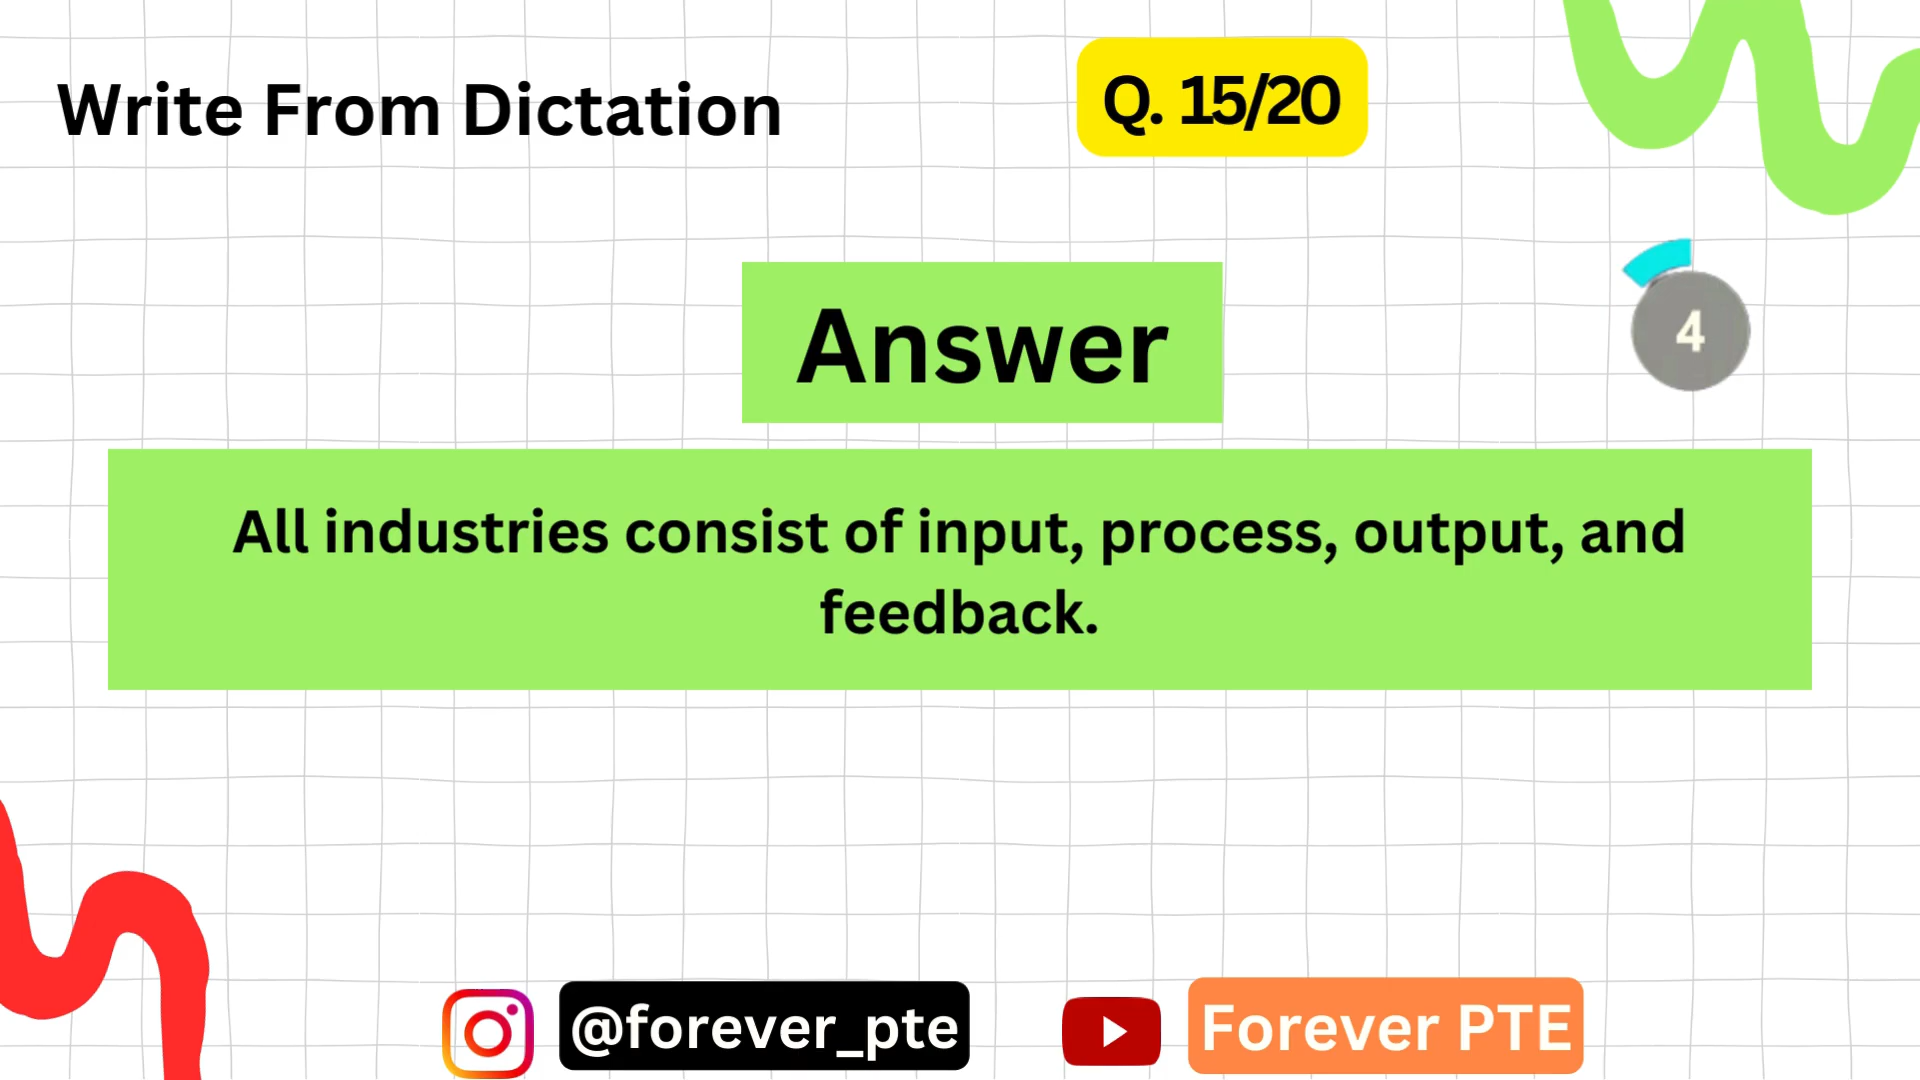 Write From Dictation
Q. 15/20
Answer
4
All industries consist of input, process, output, and
feedback.
@forever_pte
Forever PTE